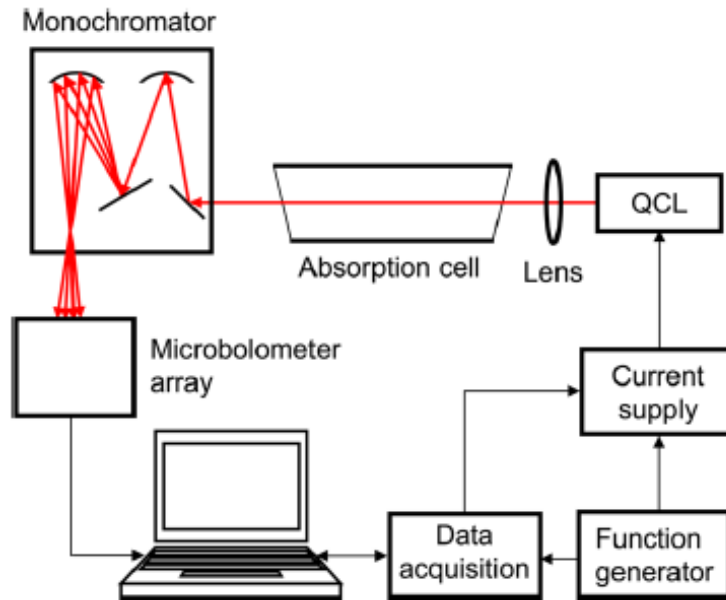 Monochromator
QCL
Absorption cell
Lens
Microbolometer
array
Current
supply
Data
acquisition
Function
generator